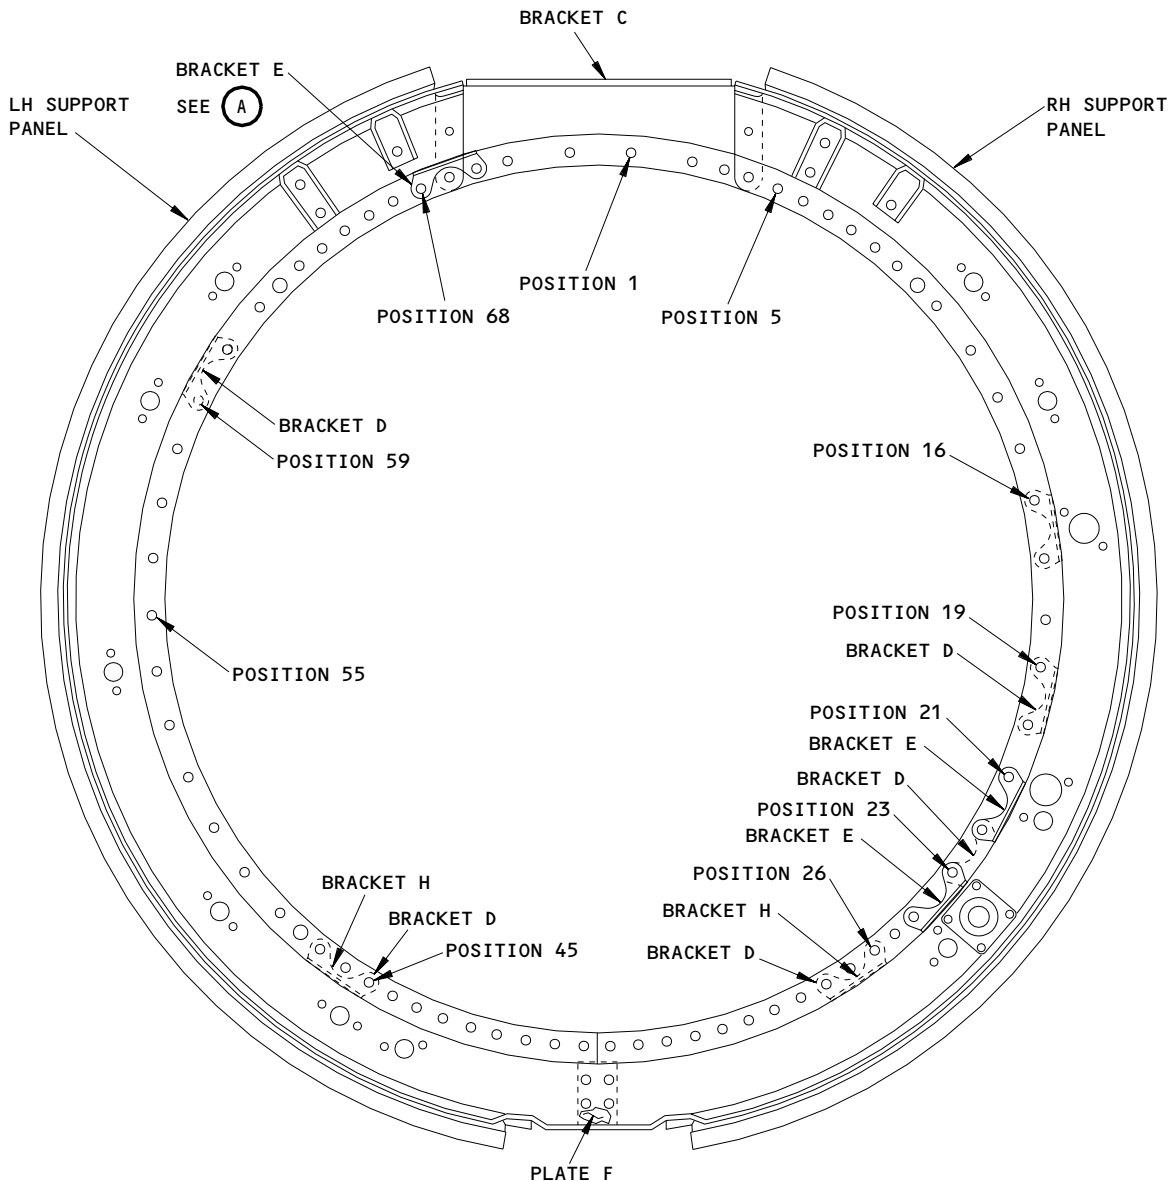 BRACKET C
BRACKET E
SEE A
LH SUPPORT
PANEL
RH SUPPORT
PANEL
POSITION 1
POSITION 68
POSITION 5
BRACKET D
POSITION 59
POSITION 16
POSITION 19
BRACKET D
POSITION 55
POSITION 21
BRACKET E
BRACKET D
POSITION 23
BRACKET E
POSITION 26
BRACKET H
BRACKET D
BRACKET H
BRACKET D
POSITION 45
PLATE F